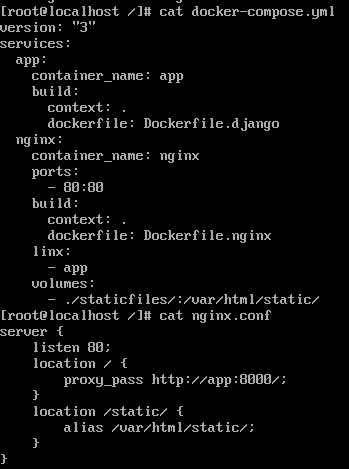 [root@localhost /]# cat docker-compose.yml
version: "3"
services:
  app:
    container_name: app
    build:
      context: .
      dockerfile: Dockerfile.django
  nginx:
    container_name: nginx
    ports:
      - 80:80
    build:
      context: .
      dockerfile: Dockerfile.nginx
    linx:
      - app
    volumes:
      - ./staticfiles/:/var/html/static/
[root@localhost /]# cat nginx.conf
server {
    listen 80;
    location / {
        proxy_pass http://app:8000/;
    }
    location /static/ {
        alias /var/html/static/;
    }
}